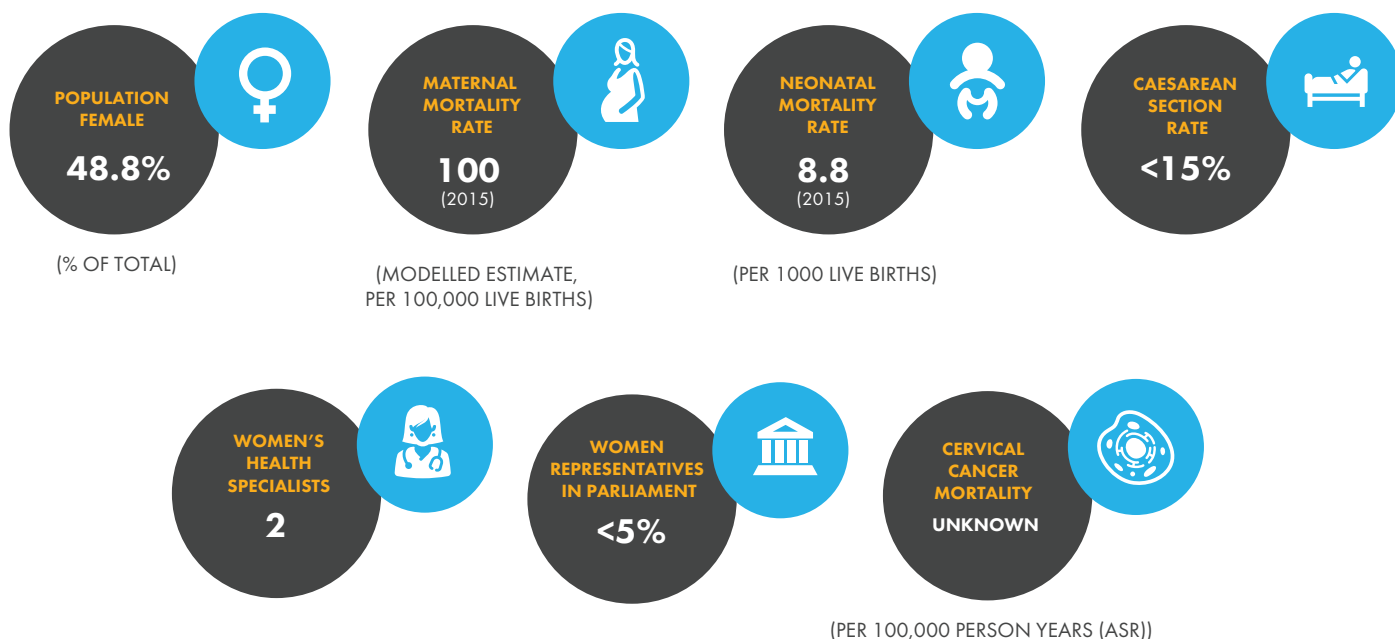 POPULATION
FEMALE
48.8%
(% OF TOTAL)
MATERNAL
MORTALITY
RATE
100
(2015)
(MODELLED ESTIMATE,
PER 100,000 LIVE BIRTHS)
NEONATAL
MORTALITY
RATE
8.8
(2015)
(PER 1000 LIVE BIRTHS)
CAESAREAN
SECTION
RATE
<15%
WOMEN'S
HEALTH
SPECIALISTS
2
WOMEN
REPRESENTATIVES
IN PARLIAMENT
<5%
CERVICAL
CANCER
MORTALITY
UNKNOWN
(PER 100,000 PERSON YEARS (ASR))